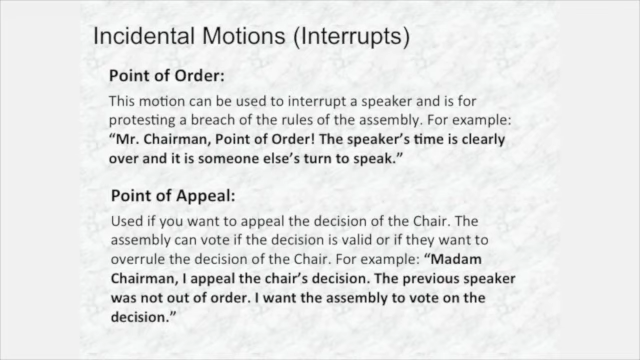 Incidental Motions (Interrupts)
Point of Order:
This motion can be used to interrupt a speaker and is for
protesting a breach of the rules of the assembly. For example:
“Mr. Chairman, Point of Order! The speaker’s time is clearly
over and it is someone else’s turn to speak.”
Point of Appeal:
Used if you want to appeal the decision of the Chair. The
assembly can vote if the decision is valid or if they want to
overrule the decision of the Chair. For example: “Madam
Chairman, I appeal the chair’s decision. The previous speaker
was not out of order. I want the assembly to vote on the
decision.”